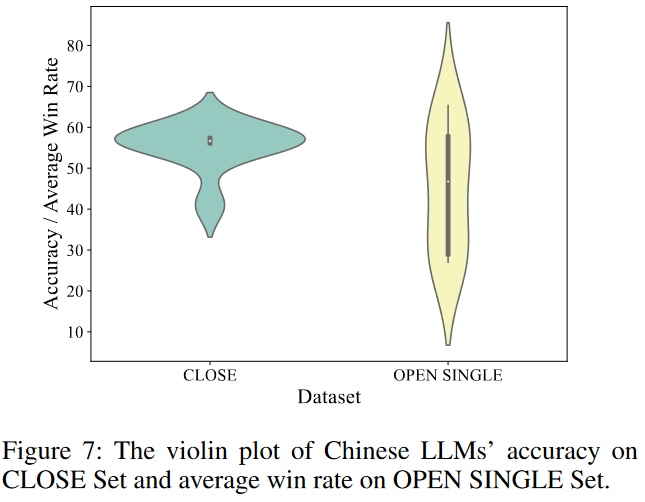 Accuracy / Average Win Rate
80
70
60
50
40
30
20
10
CLOSE
OPEN SINGLE
Dataset
Figure 7: The violin plot of Chinese LLMs’ accuracy on
CLOSE Set and average win rate on OPEN SINGLE Set.